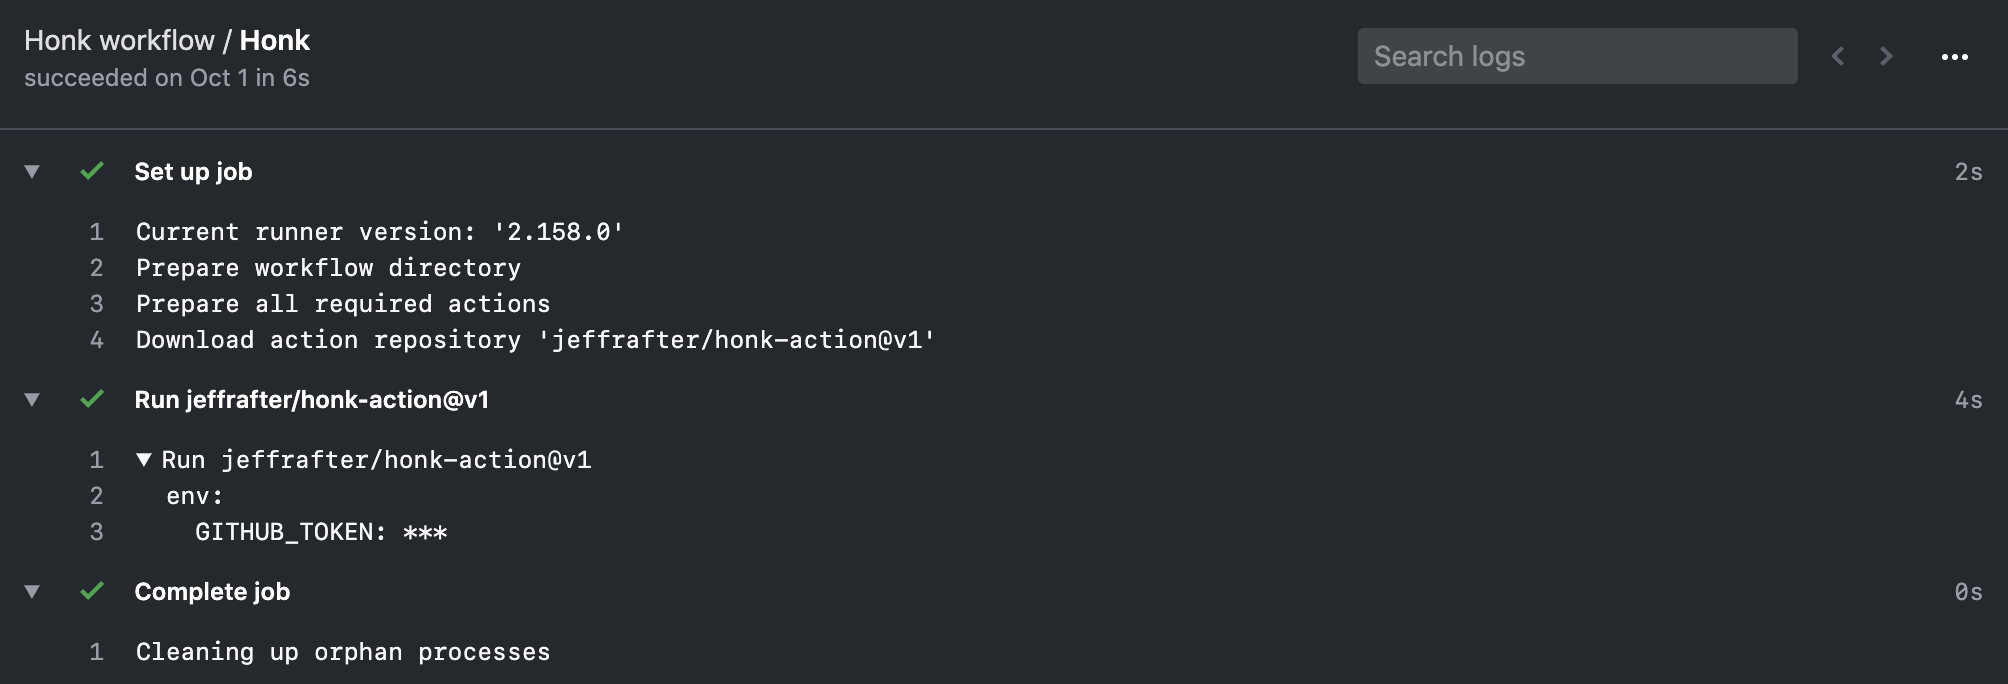 Honk workflow / Honk
succeeded on Oct 1 in 6s
Search logs
Set up job 2s
1 Current runner version: '2.158.0'
2 Prepare workflow directory
3 Prepare all required actions
4 Download action repository 'jeffrafter/honk-action@v1'
Run jeffrafter/honk-action@v1 4s
1 ▼ Run jeffrafter/honk-action@v1
2 env:
3 GITHUB_TOKEN: ***
Complete job 0s
1 Cleaning up orphan processes